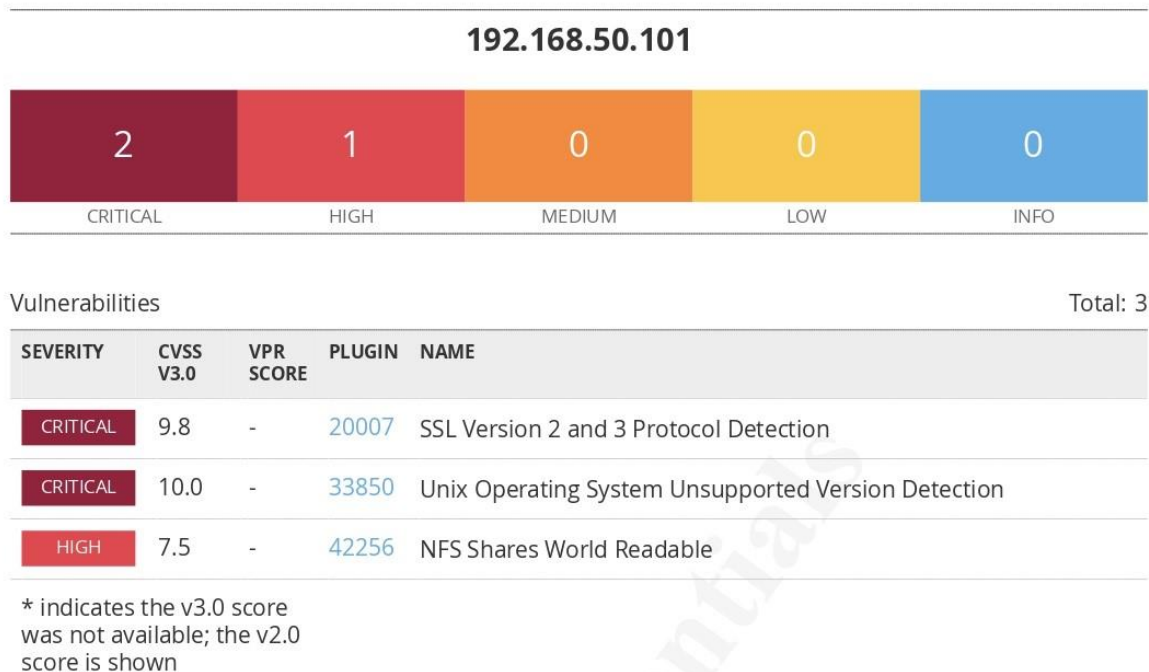 192.168.50.101
2 1 0 0 0
CRITICAL HIGH MEDIUM LOW INFO
Vulnerabilities Total: 3
SEVERITY CVSS V3.0 VPR SCORE PLUGIN NAME
CRITICAL 9.8 - 20007 SSL Version 2 and 3 Protocol Detection
CRITICAL 10.0 - 33850 Unix Operating System Unsupported Version Detection
HIGH 7.5 - 42256 NFS Shares World Readable
* indicates the v3.0 score
was not available; the v2.0
score is shown
ntials